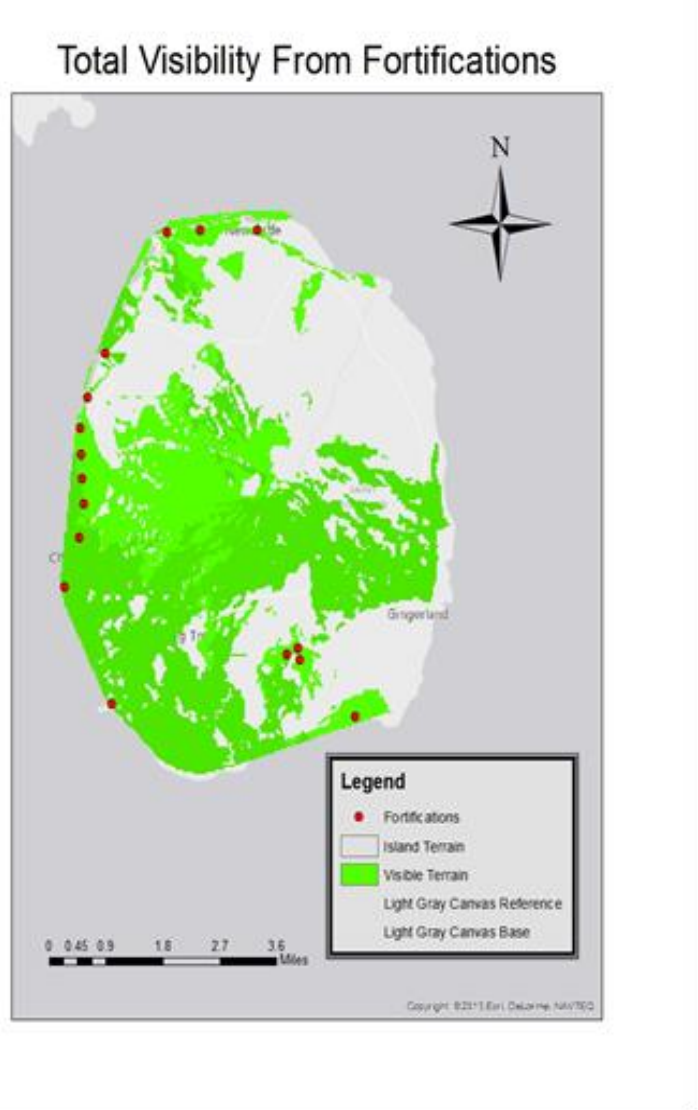 Total Visibility From Fortifications
N
Gingerland
Legend
Fortifications
Island Terrain
Visible Terrain
Light Gray Canvas Reference
Light Gray Canvas Base
0 0.45 0.9 1.8 2.7 3.6
Miles